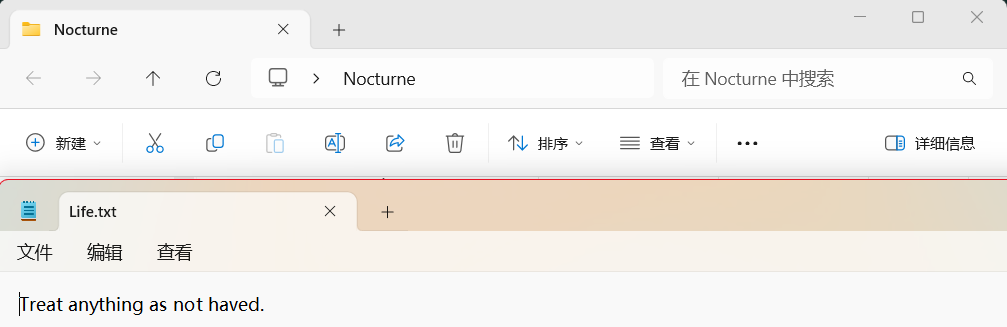 Nocturne
Nocturne
在 Nocturne 中搜索
新建
排序
查看
详细信息
Life.txt
文件 编辑 查看
Treat anything as not haved.